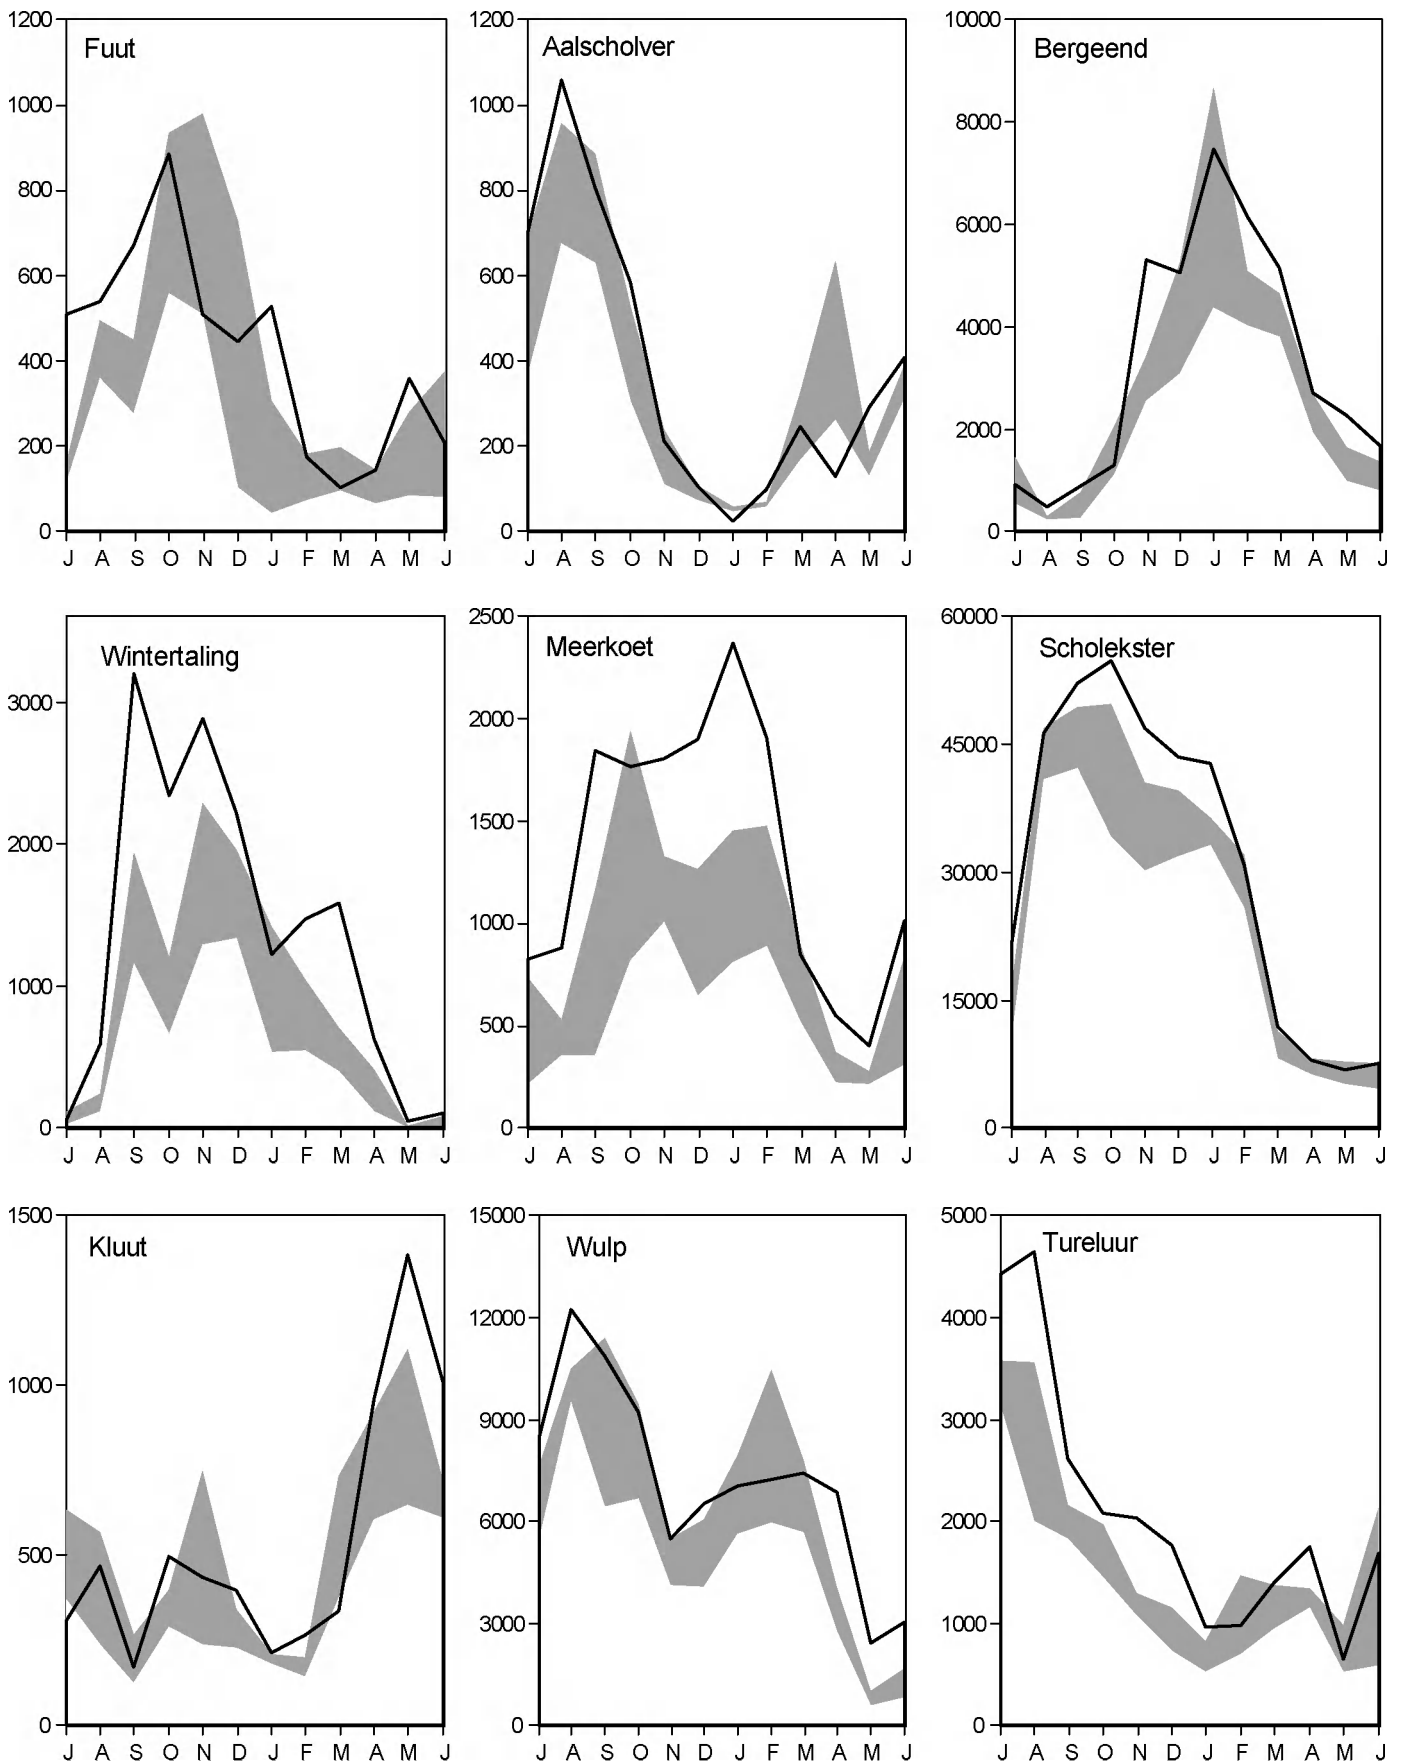 Fuut
1200
1000
800
600
400
200
0
J A S O N D J F M A M J
Aalscholver
1200
1000
800
600
400
200
0
J A S O N D J F M A M J
Bergeend
10000
8000
6000
4000
2000
0
J A S O N D J F M A M J
Wintertaling
3000
2000
1000
0
J A S O N D J F M A M J
Meerkoet
2500
2000
1500
1000
500
0
J A S O N D J F M A M J
Scholekster
60000
45000
30000
15000
0
J A S O N D J F M A M J
Kluut
1500
1000
500
0
J A S O N D J F M A M J
Wulp
15000
12000
9000
6000
3000
0
J A S O N D J F M A M J
Tureluur
5000
4000
3000
2000
1000
0
J A S O N D J F M A M J